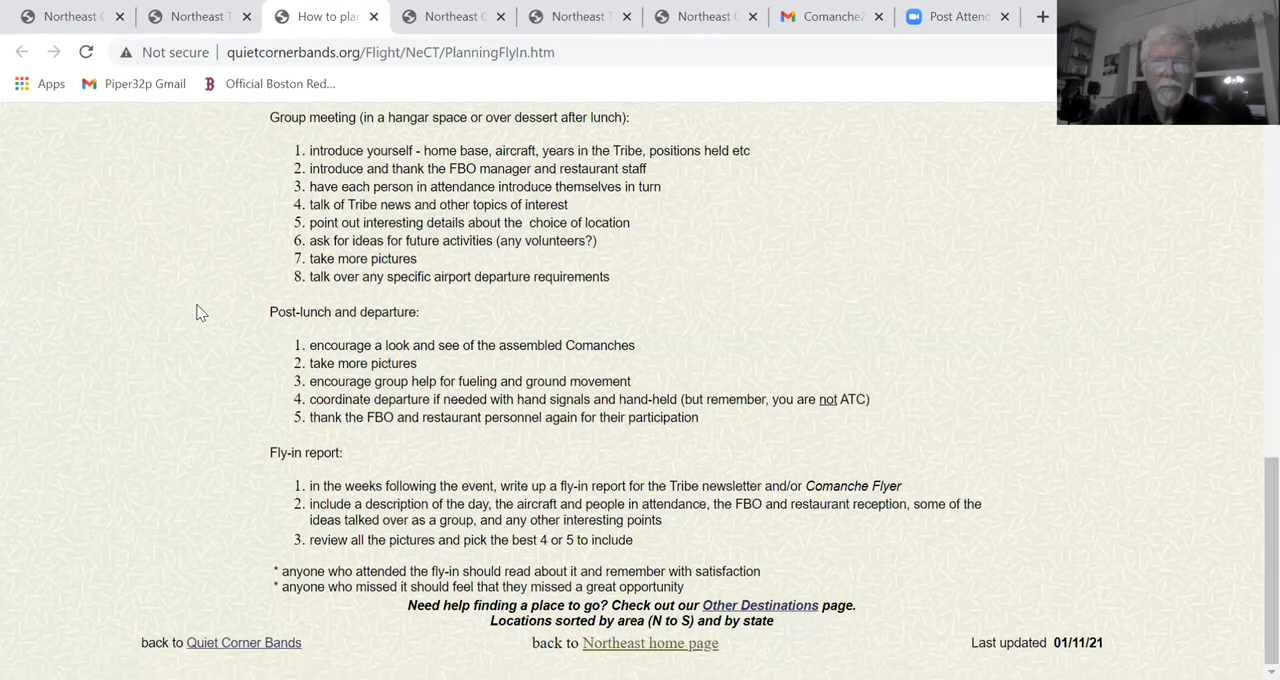 Northeast C
Northeast T
How to plar
Northeast C
Northeast T
Northeast C
Comanche
Post Attend
Not secure
quietcornerbands.org/Flight/NeCT/PlanningFlyIn.htm
Apps
Piper32p Gmail
Official Boston Red...
Group meeting (in a hangar space or over dessert after lunch):
1. introduce yourself - home base, aircraft, years in the Tribe, positions held etc
2. introduce and thank the FBO manager and restaurant staff
3. have each person in attendance introduce themselves in turn
4. talk of Tribe news and other topics of interest
5. point out interesting details about the choice of location
6. ask for ideas for future activities (any volunteers?)
7. take more pictures
8. talk over any specific airport departure requirements
Post-lunch and departure:
1. encourage a look and see of the assembled Comanches
2. take more pictures
3. encourage group help for fueling and ground movement
4. coordinate departure if needed with hand signals and hand-held (but remember, you are not ATC)
5. thank the FBO and restaurant personnel again for their participation
Fly-in report:
1. in the weeks following the event, write up a fly-in report for the Tribe newsletter and/or Comanche Flyer
2. include a description of the day, the aircraft and people in attendance, the FBO and restaurant reception, some of the
ideas talked over as a group, and any other interesting points
3. review all the pictures and pick the best 4 or 5 to include
* anyone who attended the fly-in should read about it and remember with satisfaction
* anyone who missed it should feel that they missed a great opportunity
Need help finding a place to go? Check out our Other Destinations page.
Locations sorted by area (N to S) and by state
back to Quiet Corner Bands
back to Northeast home page
Last updated 01/11/21